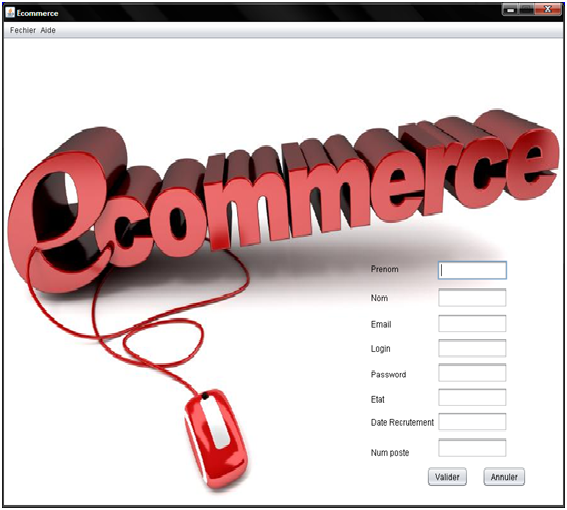 Ecommerce
Fechier Aide
ecommerce
Prenom
Nom
Email
Login
Password
Etat
Date Recrutement
Num poste
Valider Annuler